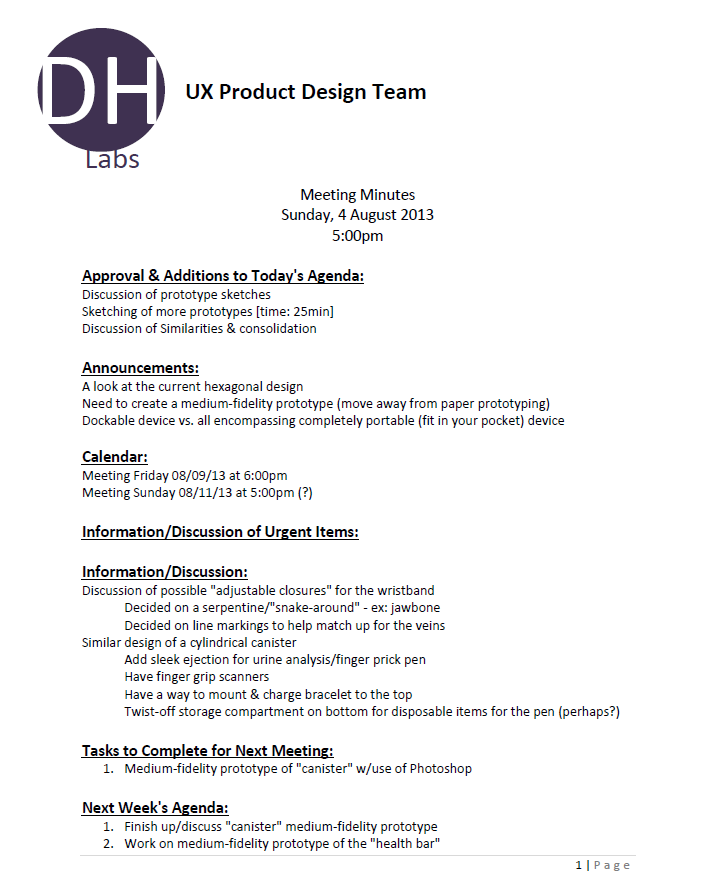 DH
Labs
UX Product Design Team
Meeting Minutes
Sunday, 4 August 2013
5:00pm
Approval & Additions to Today's Agenda:
Discussion of prototype sketches
Sketching of more prototypes [time: 25min]
Discussion of Similarities & consolidation
Announcements:
A look at the current hexagonal design
Need to create a medium-fidelity prototype (move away from paper prototyping)
Dockable device vs. all encompassing completely portable (fit in your pocket) device
Calendar:
Meeting Friday 08/09/13 at 6:00pm
Meeting Sunday 08/11/13 at 5:00pm (?)
Information/Discussion of Urgent Items:
Information/Discussion:
Discussion of possible "adjustable closures" for the wristband
Decided on a serpentine/"snake-around" - ex: jawbone
Decided on line markings to help match up for the veins
Similar design of a cylindrical canister
Add sleek ejection for urine analysis/finger prick pen
Have finger grip scanners
Have a way to mount & charge bracelet to the top
Twist-off storage compartment on bottom for disposable items for the pen (perhaps?)
Tasks to Complete for Next Meeting:
1. Medium-fidelity prototype of "canister" w/use of Photoshop
Next Week's Agenda:
1. Finish up/discuss "canister" medium-fidelity prototype
2. Work on medium-fidelity prototype of the "health bar"
1 | Page